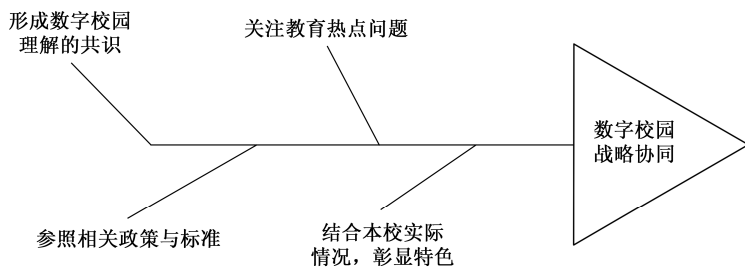 形成数字校园
理解的共识
关注教育热点问题
数字校园
战略协同
参照相关政策与标准
结合本校实际
情况，彰显特色